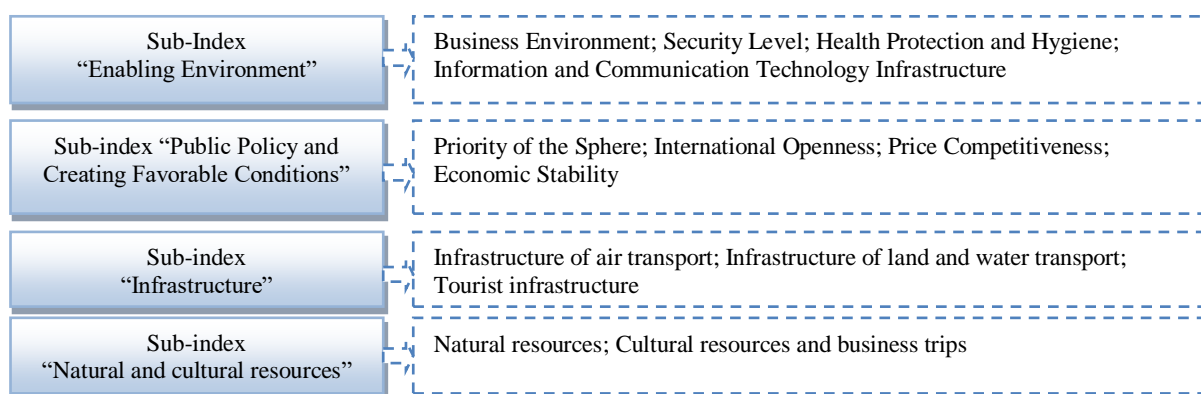 Sub-Index
“Enabling Environment”
Business Environment; Security Level; Health Protection and Hygiene;
Information and Communication Technology Infrastructure
Sub-index “Public Policy and
Creating Favorable Conditions”
Priority of the Sphere; International Openness; Price Competitiveness;
Economic Stability
Sub-index
“Infrastructure”
Infrastructure of air transport; Infrastructure of land and water transport;
Tourist infrastructure
Sub-index
“Natural and cultural resources”
Natural resources; Cultural resources and business trips